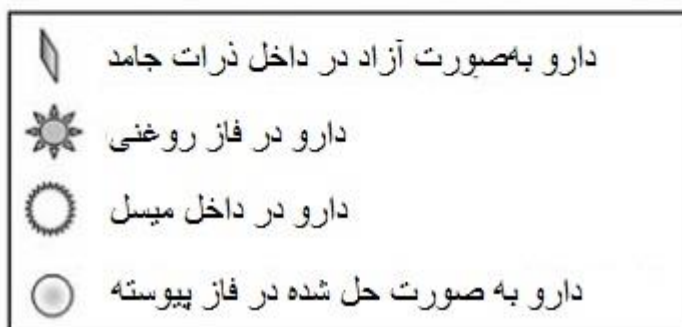 دارو به‌صورت آزاد در داخل ذرات جامد
دارو در فاز روغنی
دارو در داخل میسل
دارو به صورت حل شده در فاز پیوسته